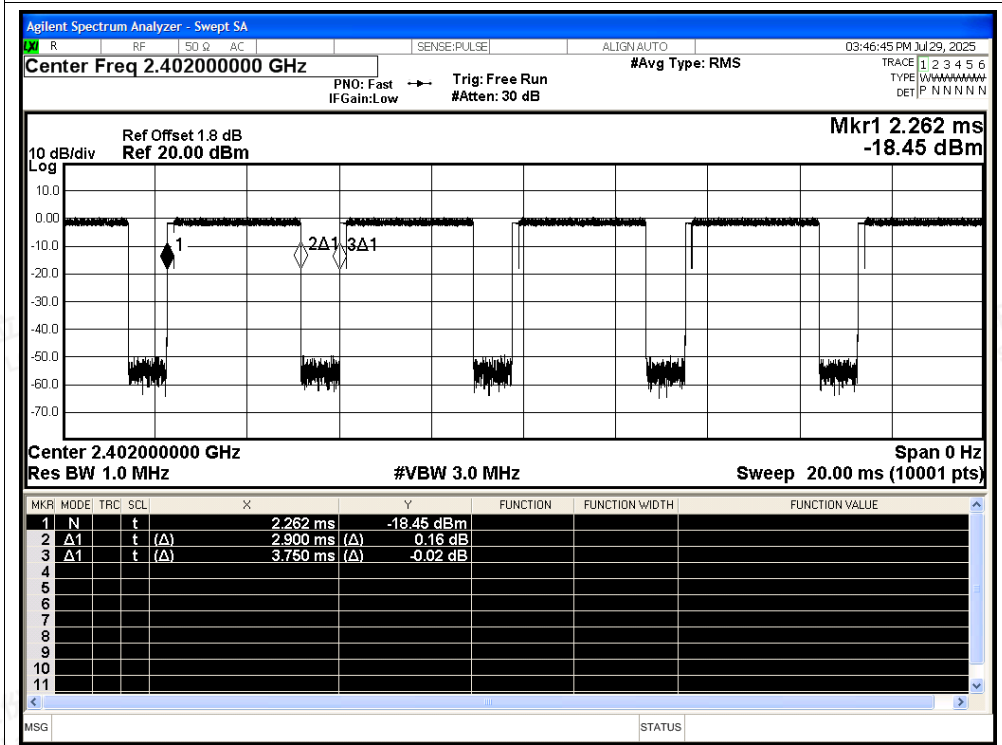 Agilent Spectrum Analyzer - Swept SA
LXI R RF 50 Ω AC SENSE:PULSE ALIGN AUTO 03:46:45 PM Jul 29, 2025
Center Freq 2.402000000 GHz #Avg Type: RMS TRACE 1 2 3 4 5 6
PNO: Fast Trig: Free Run TYPE WWWWWW
IFGain:Low #Atten: 30 dB DET P N N N N N
Mkr1 2.262 ms
Ref Offset 1.8 dB
10 dB/div Ref 20.00 dBm -18.45 dBm
Log
10.0
0.00
-10.0
1 2Δ1 3Δ1
-20.0
-30.0
-40.0
-50.0
-60.0
-70.0
Center 2.402000000 GHz Span 0 Hz
Res BW 1.0 MHz #VBW 3.0 MHz Sweep 20.00 ms (10001 pts)
MKR MODE TRC SCL X Y FUNCTION FUNCTION WIDTH FUNCTION VALUE
1 N t 2.262 ms -18.45 dBm
2 Δ1 t (Δ) 2.900 ms (Δ) 0.16 dB
3 Δ1 t (Δ) 3.750 ms (Δ) -0.02 dB
4
5
6
7
8
9
10
11
MSG STATUS